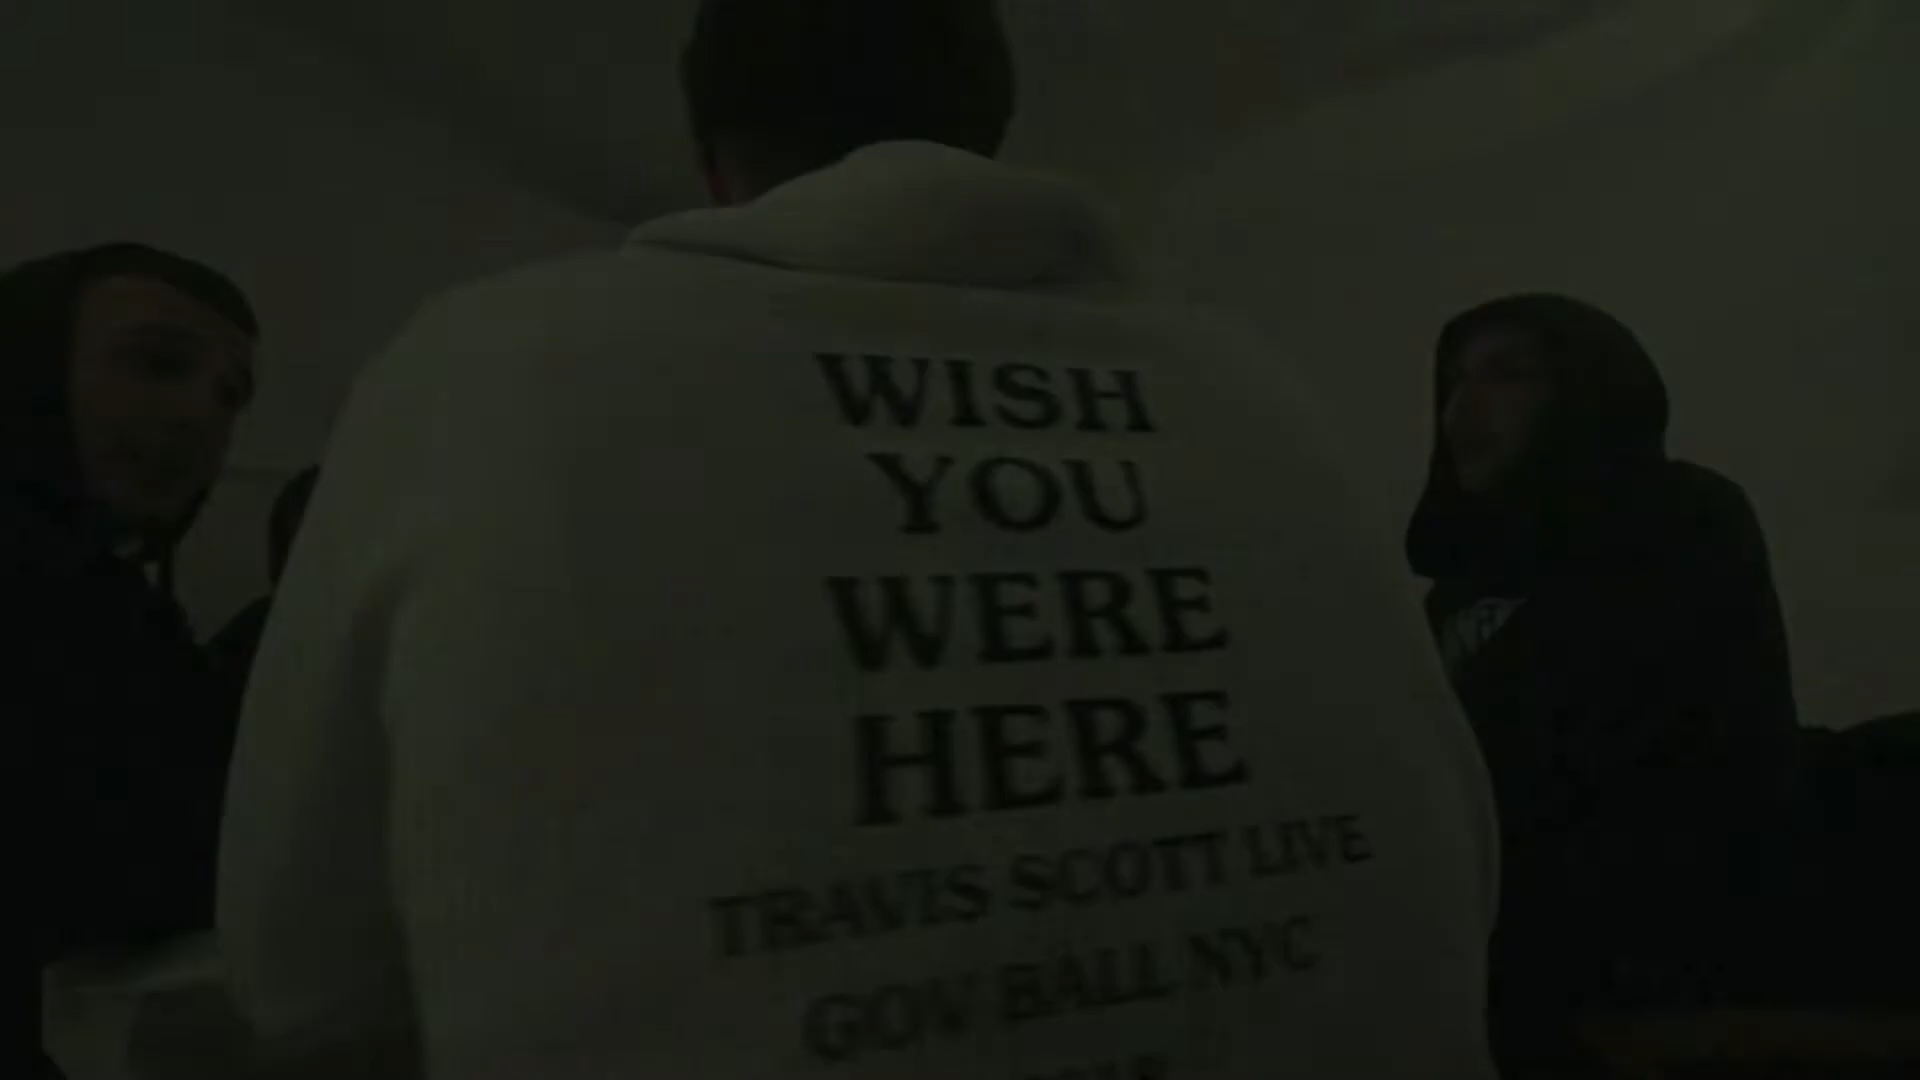 WISH
YOU
WERE
HERE
TRAVIS SCOTT LIVE
GOV BALL NYC